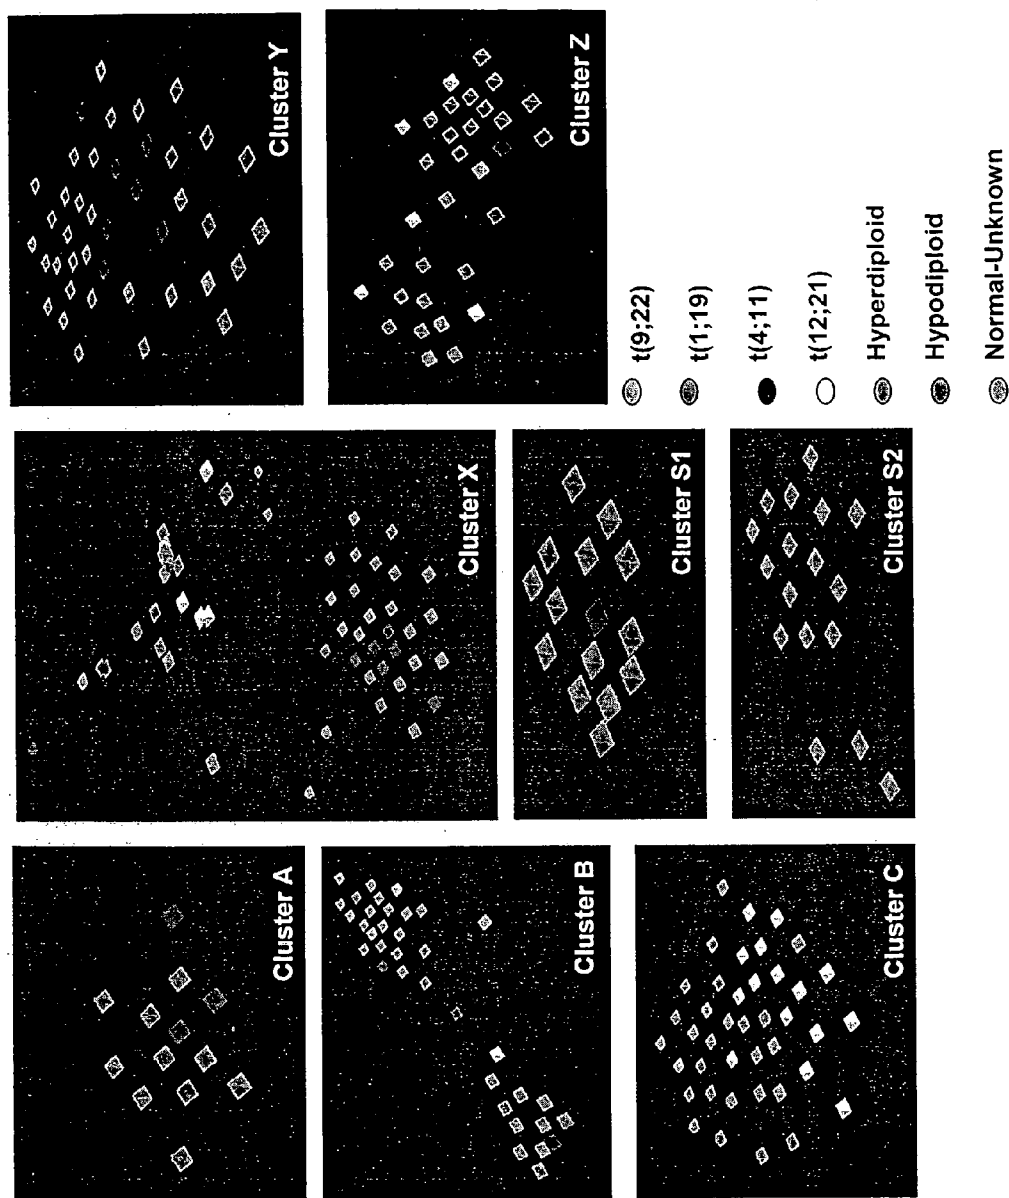 Cluster A
Cluster B
Cluster C
Cluster X
Cluster S1
Cluster S2
Cluster Y
Cluster Z
t(9;22)
t(1;19)
t(4;11)
t(12;21)
Hyperdiploid
Hypodiploid
Normal-Unknown